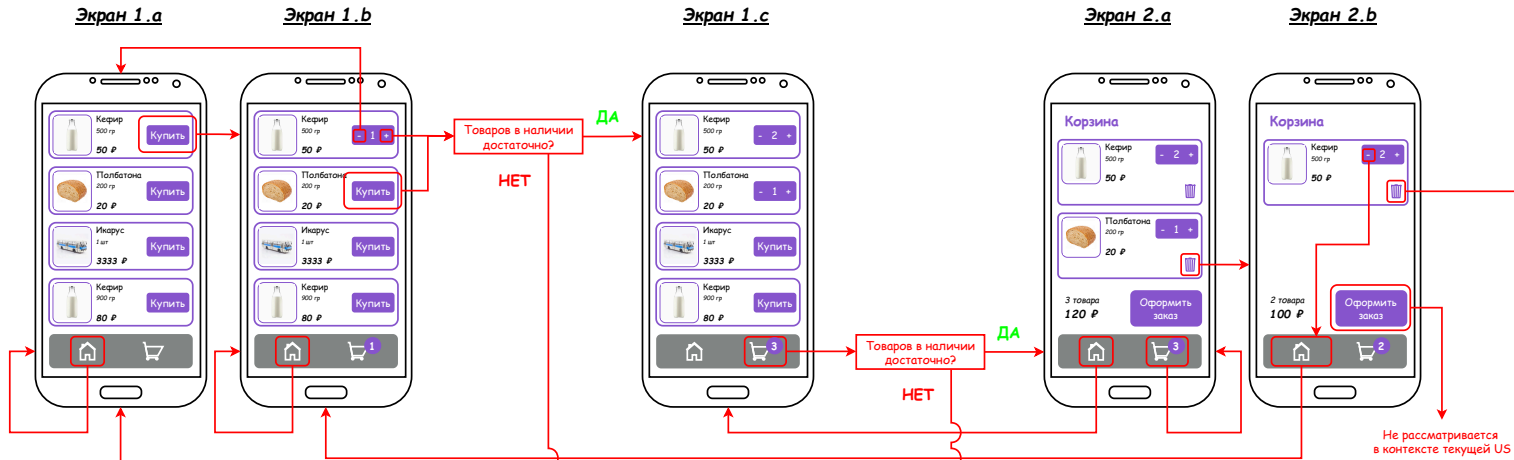 Экран 1.a
Экран 1.b
Экран 1.c
Экран 2.a
Экран 2.b
Кефир
500 гр
50 ₽
Купить
Полбатона
200 гр
20 ₽
Купить
Икарус
1 шт
3333 ₽
Купить
Кефир
900 гр
80 ₽
Купить
Кефир
500 гр
50 ₽
- 1 +
Полбатона
200 гр
20 ₽
Купить
Икарус
1 шт
3333 ₽
Купить
Кефир
900 гр
80 ₽
Купить
1
Товаров в наличии
достаточно?
ДА
НЕТ
Кефир
500 гр
50 ₽
- 2 +
Полбатона
200 гр
20 ₽
- 1 +
Икарус
1 шт
3333 ₽
Купить
Кефир
900 гр
80 ₽
Купить
3
Товаров в наличии
достаточно?
ДА
НЕТ
Корзина
Кефир
500 гр
50 ₽
- 2 +
Полбатона
200 гр
20 ₽
- 1 +
3 товара
120 ₽
Оформить
заказ
3
Корзина
Кефир
500 гр
50 ₽
- 2 +
2 товара
100 ₽
Оформить
заказ
2
Не рассматривается
в контексте текущей US